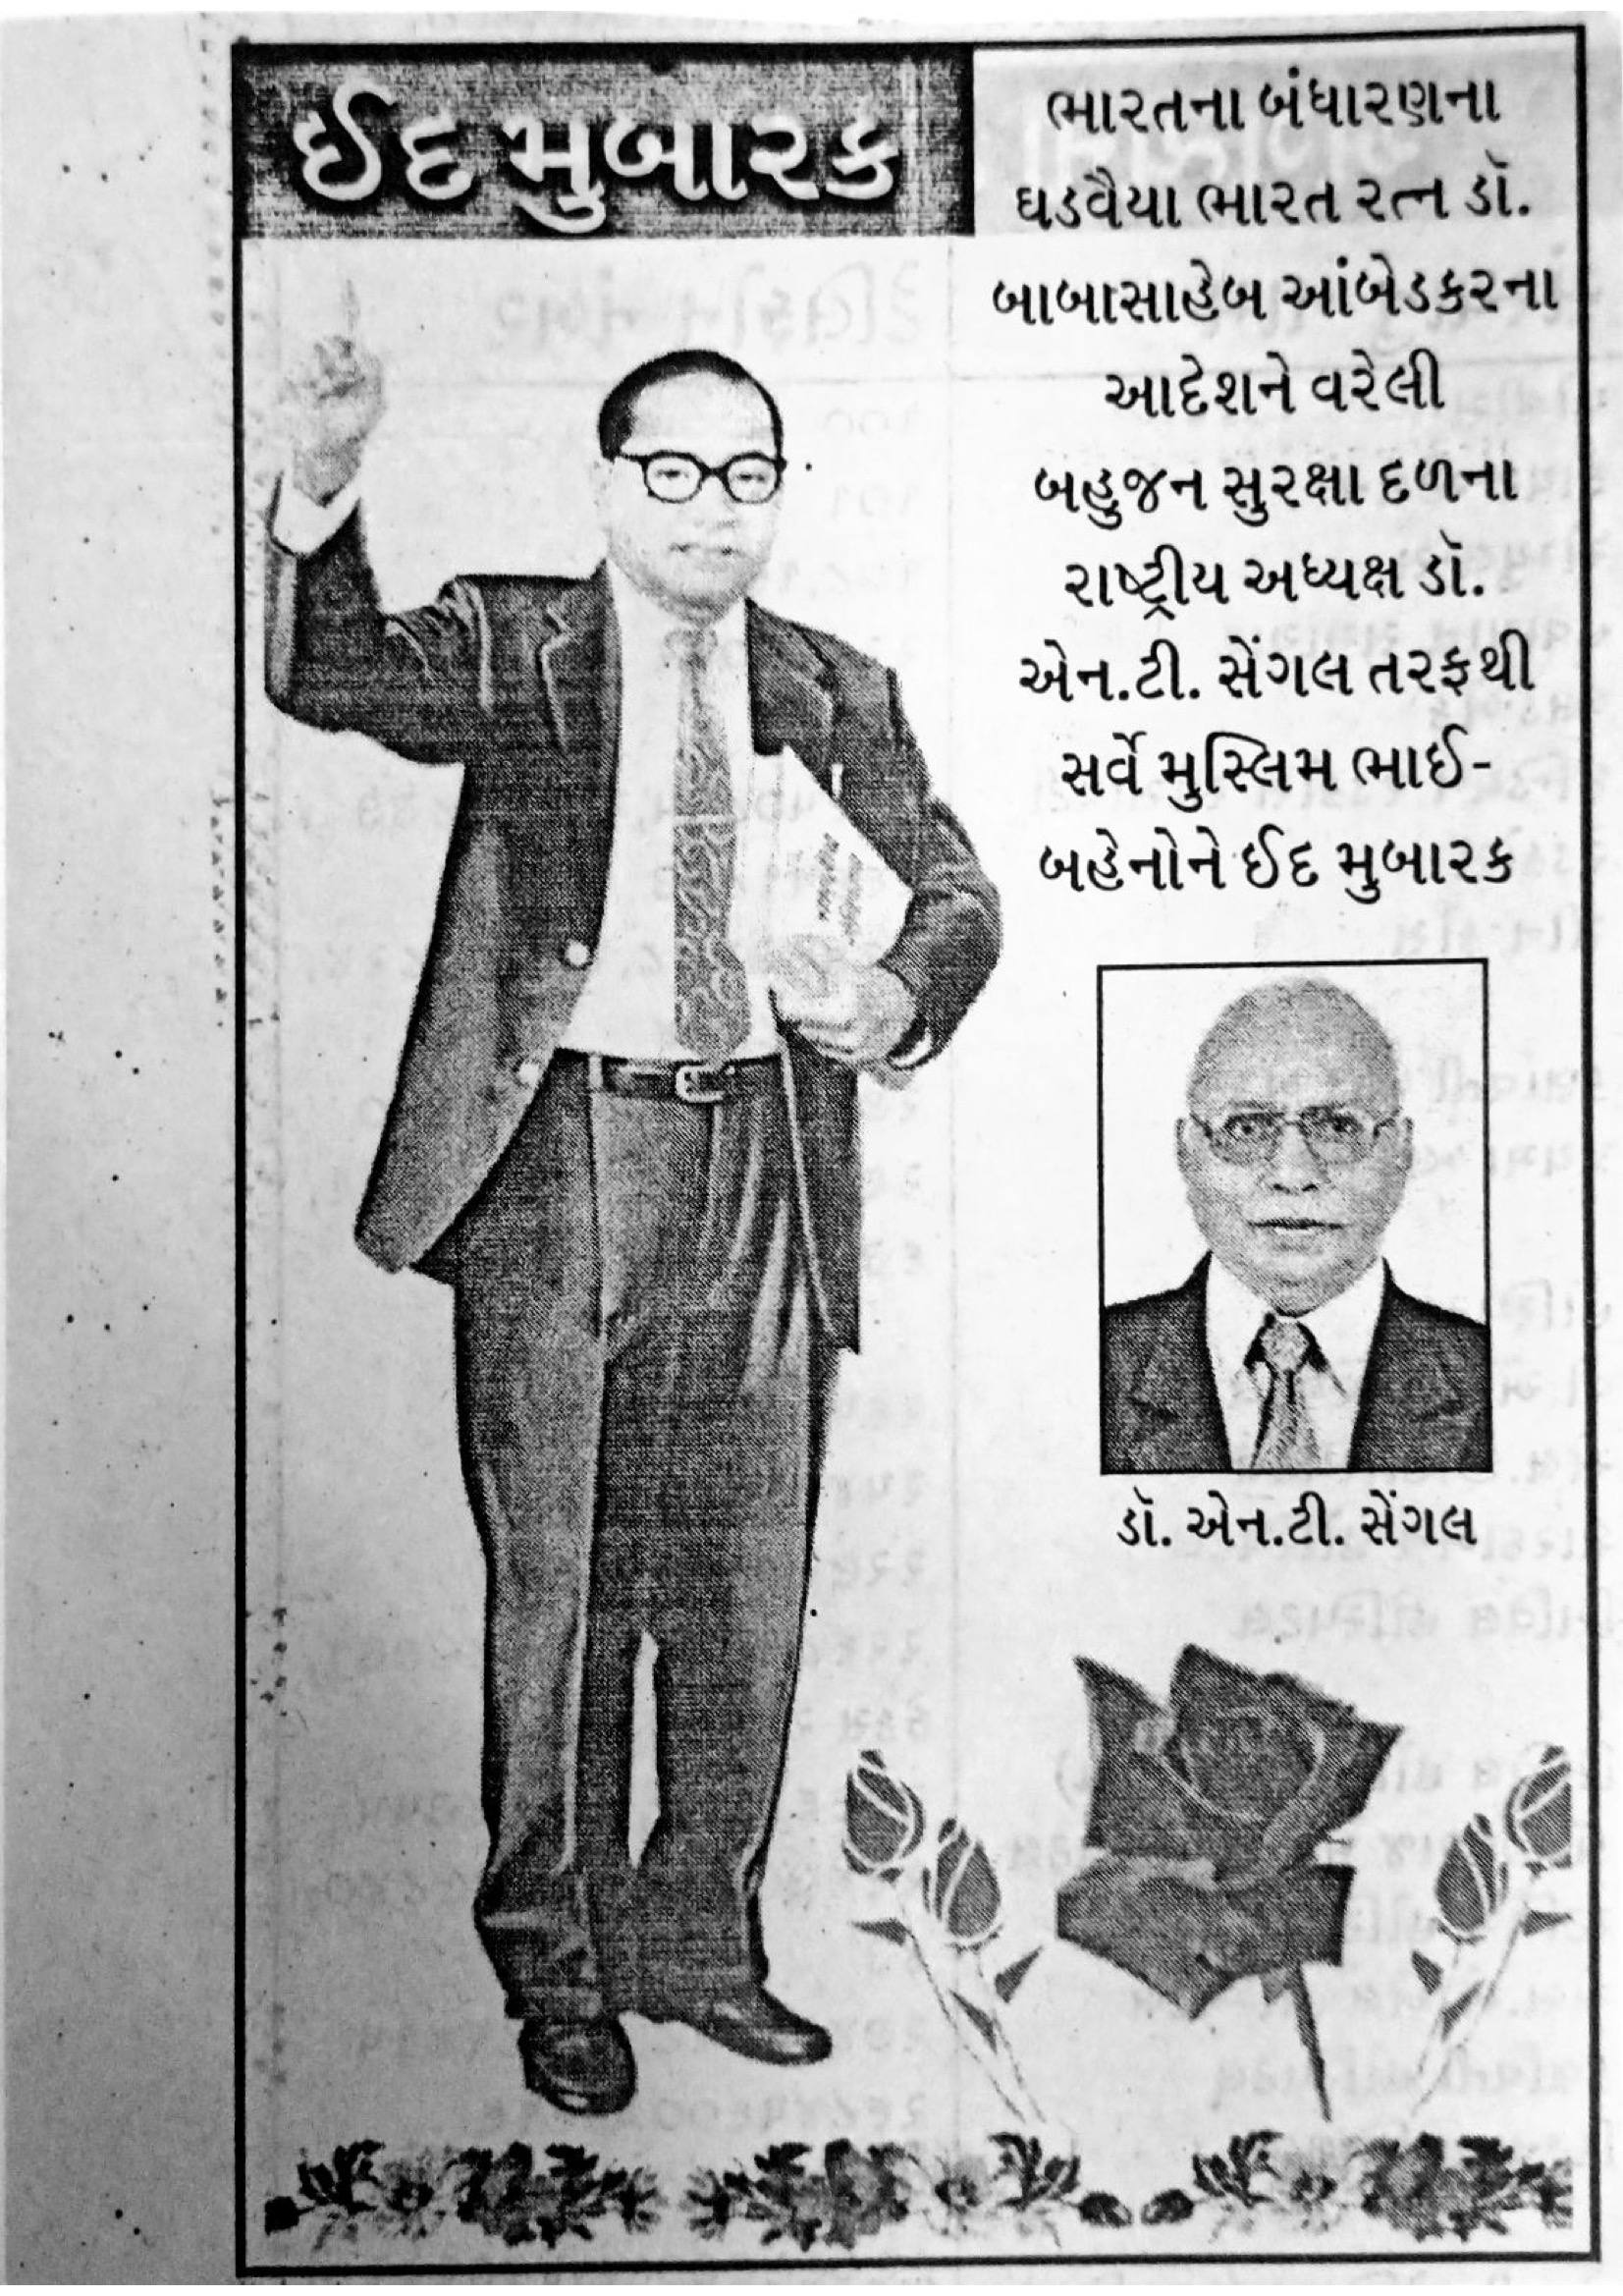 ઈદ મુબારક
ભારતના બંધારણના
ઘડવૈયા ભારત રત્ન ડૉ.
બાબાસાહેબ આંબેડકરના
આદેશને વરેલી
બહુજન સુરક્ષા દળના
રાષ્ટ્રીય અધ્યક્ષ ડૉ.
એન.ટી. સેંગલ તરફથી
સર્વે મુસ્લિમ ભાઈ-
બહેનોને ઈદ મુબારક
ડૉ. એન.ટી. સેંગલ